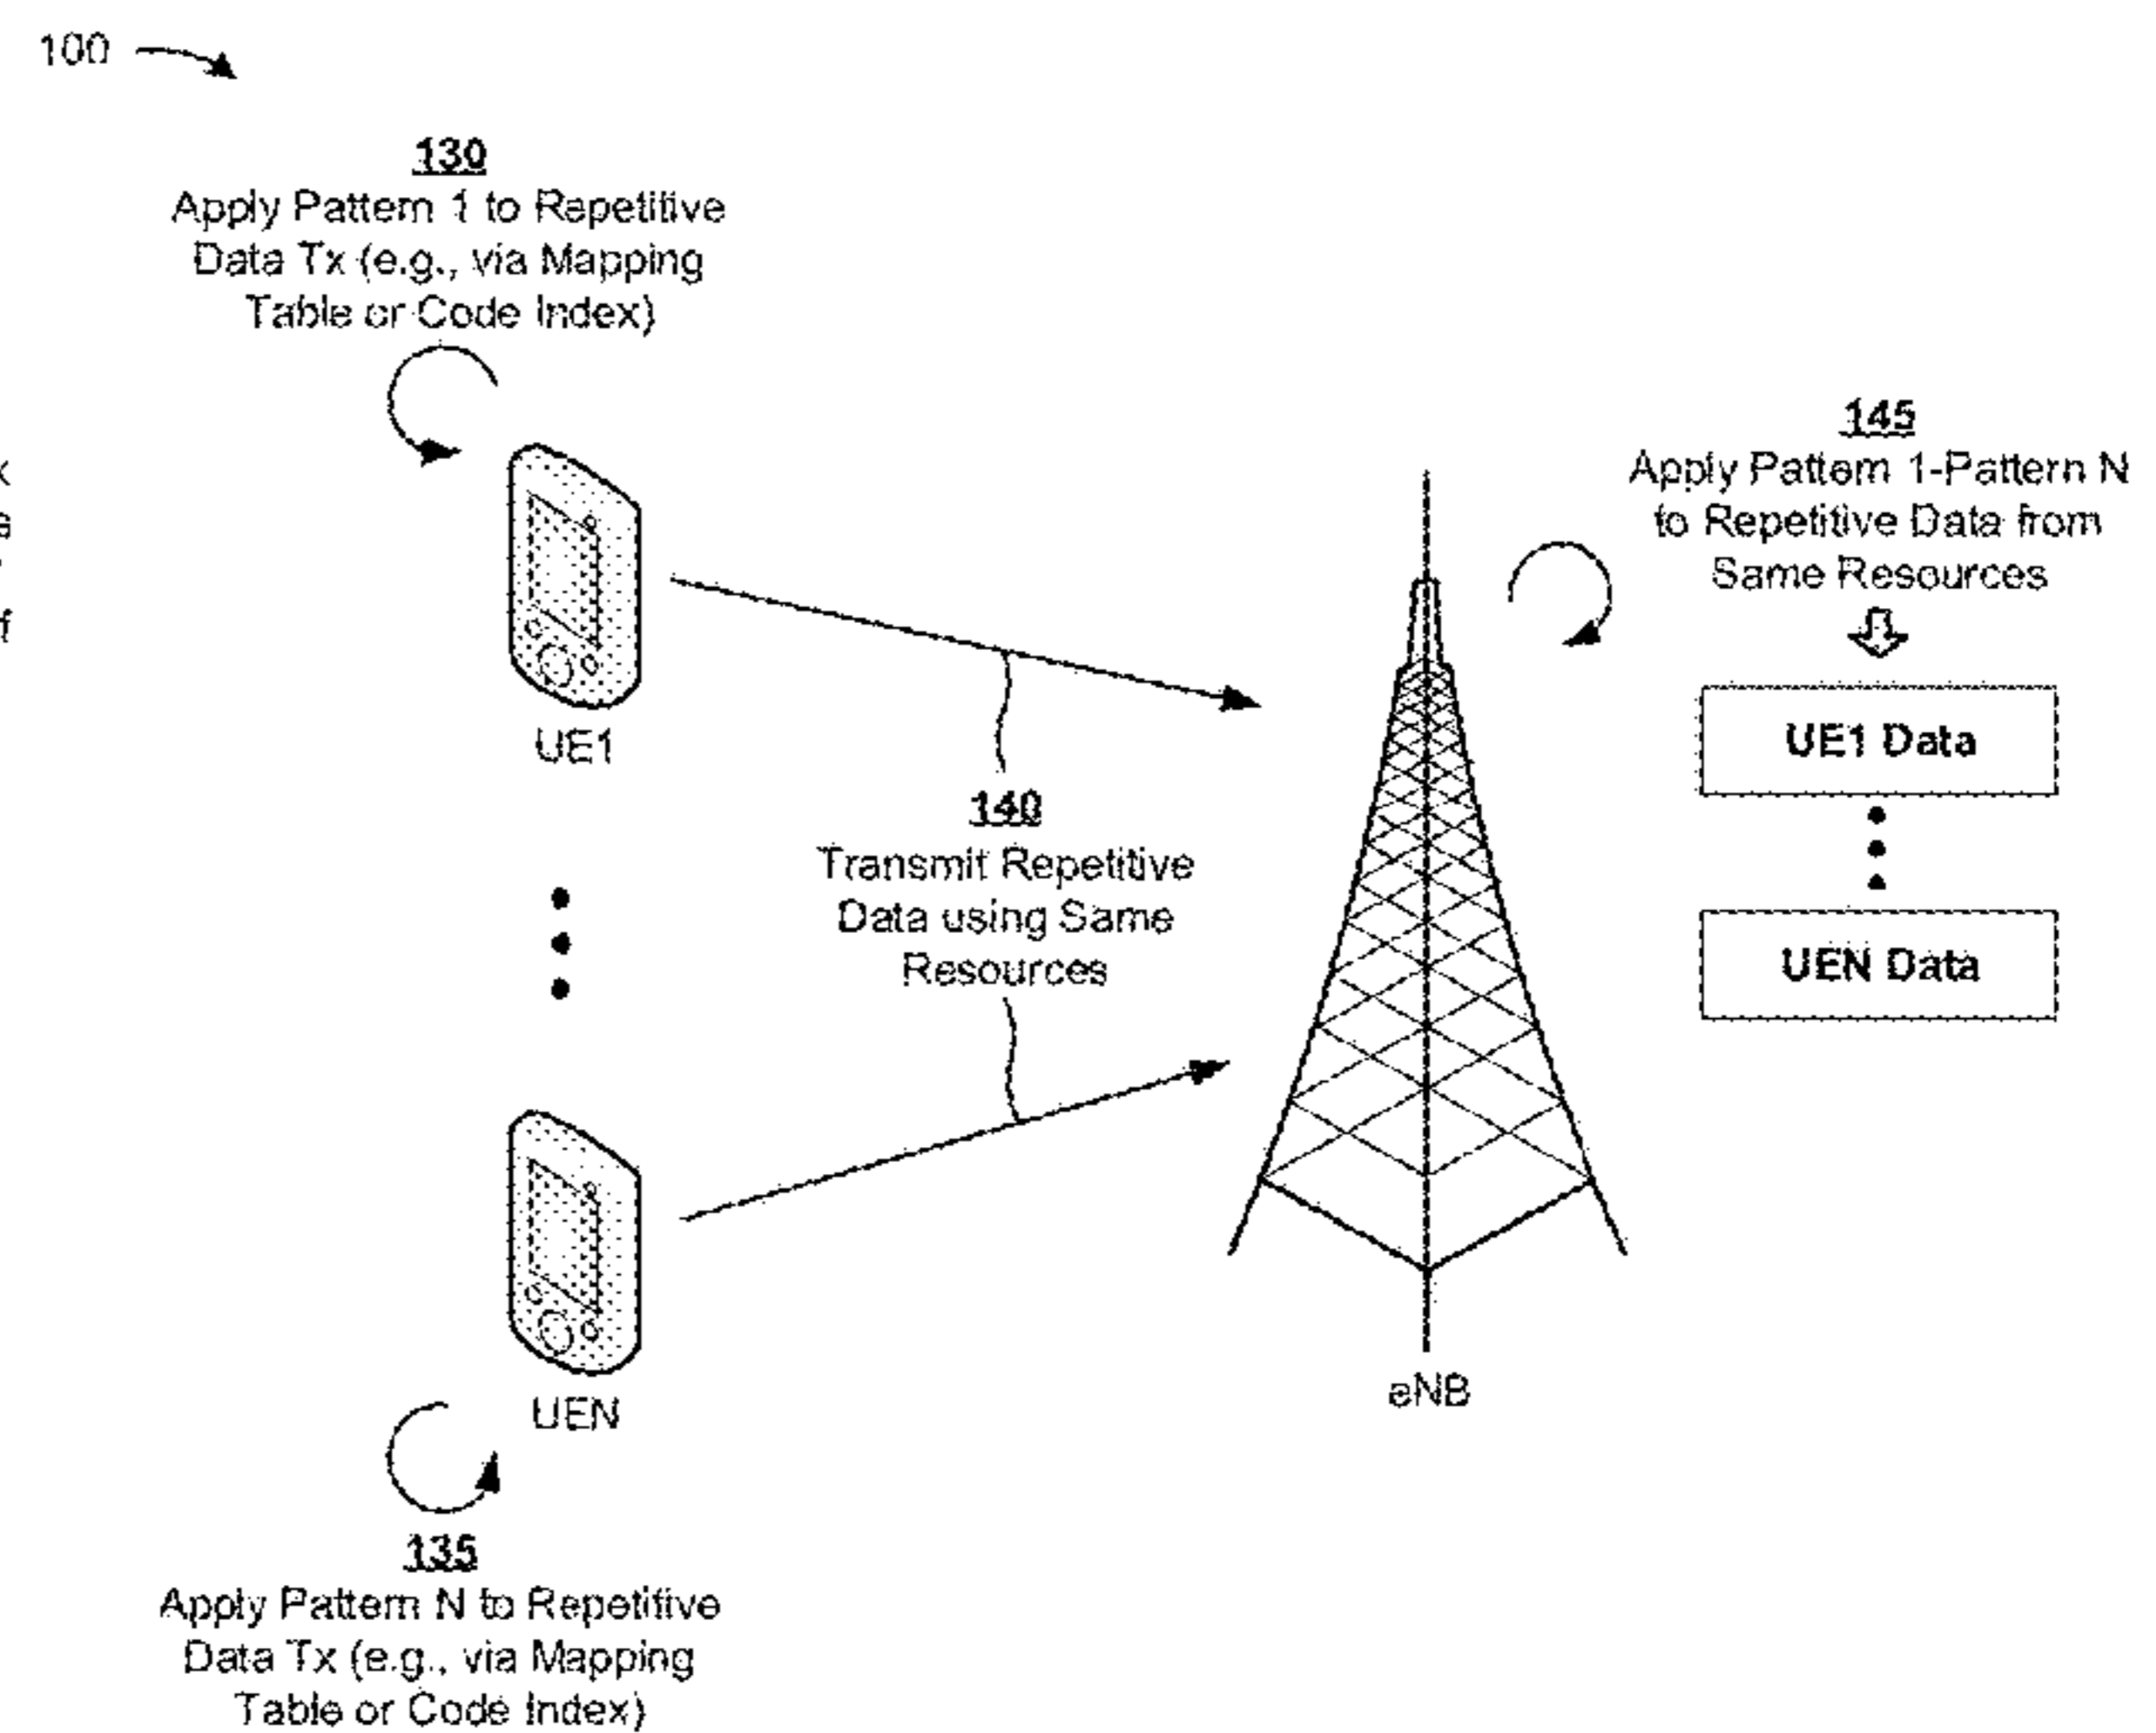 100
130
Apply Pattern 1 to Repetitive
Data Tx (e.g., via Mapping
Table or Code Index)
UE1
140
Transmit Repetitive
Data using Same
Resources
UEN
135
Apply Pattern N to Repetitive
Data Tx (e.g., via Mapping
Table or Code Index)
eNB
145
Apply Pattern 1-Pattern N
to Repetitive Data from
Same Resources
UE1 Data
UEN Data